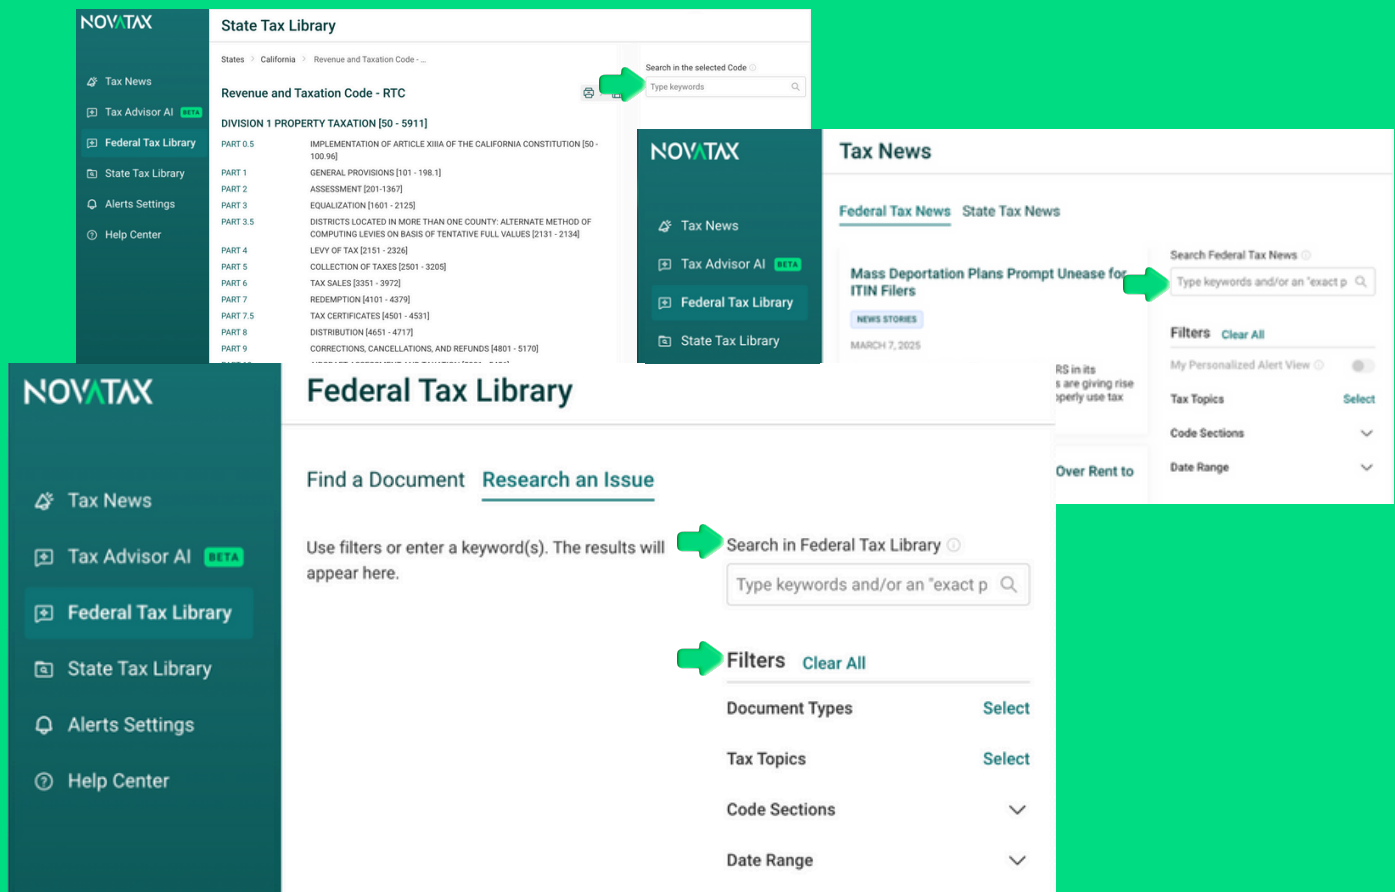 NOVATAX
State Tax Library
States > California > Revenue and Taxation Code - ...
Search in the selected Code
Type keywords
Tax News
Tax Advisor AI BETA
Federal Tax Library
State Tax Library
Alerts Settings
Help Center
Revenue and Taxation Code - RTC
DIVISION 1 PROPERTY TAXATION [50 - 5911]
PART 0.5 IMPLEMENTATION OF ARTICLE XIIIA OF THE CALIFORNIA CONSTITUTION [50 -
100.96]
PART 1 GENERAL PROVISIONS [101 - 198.1]
PART 2 ASSESSMENT [201-1367]
PART 3 EQUALIZATION [1601 - 2125]
PART 3.5 DISTRICTS LOCATED IN MORE THAN ONE COUNTY: ALTERNATE METHOD OF
COMPUTING LEVIES ON BASIS OF TENTATIVE FULL VALUES [2131 - 2134]
PART 4 LEVY OF TAX [2151 - 2326]
PART 5 COLLECTION OF TAXES [2501 - 3205]
PART 6 TAX SALES [3351 - 3972]
PART 7 REDEMPTION [4101 - 4379]
PART 7.5 TAX CERTIFICATES [4501 - 4531]
PART 8 DISTRIBUTION [4651 - 4717]
PART 9 CORRECTIONS, CANCELLATIONS, AND REFUNDS [4801 - 5170]
NOVATAX
Tax News
Tax News
Tax Advisor AI BETA
Federal Tax Library
State Tax Library
Federal Tax News State Tax News
Mass Deportation Plans Prompt Unease for
ITIN Filers
NEWS STORIES
MARCH 7, 2025
RS in its
s are giving rise
operly use tax
Over Rent to
Search Federal Tax News
Type keywords and/or an "exact p
Filters Clear All
My Personalized Alert View
Tax Topics Select
Code Sections
Date Range
NOVATAX
Federal Tax Library
Tax News
Tax Advisor AI BETA
Federal Tax Library
State Tax Library
Alerts Settings
Help Center
Find a Document Research an Issue
Use filters or enter a keyword(s). The results will
appear here.
Search in Federal Tax Library
Type keywords and/or an "exact p
Filters Clear All
Document Types Select
Tax Topics Select
Code Sections
Date Range